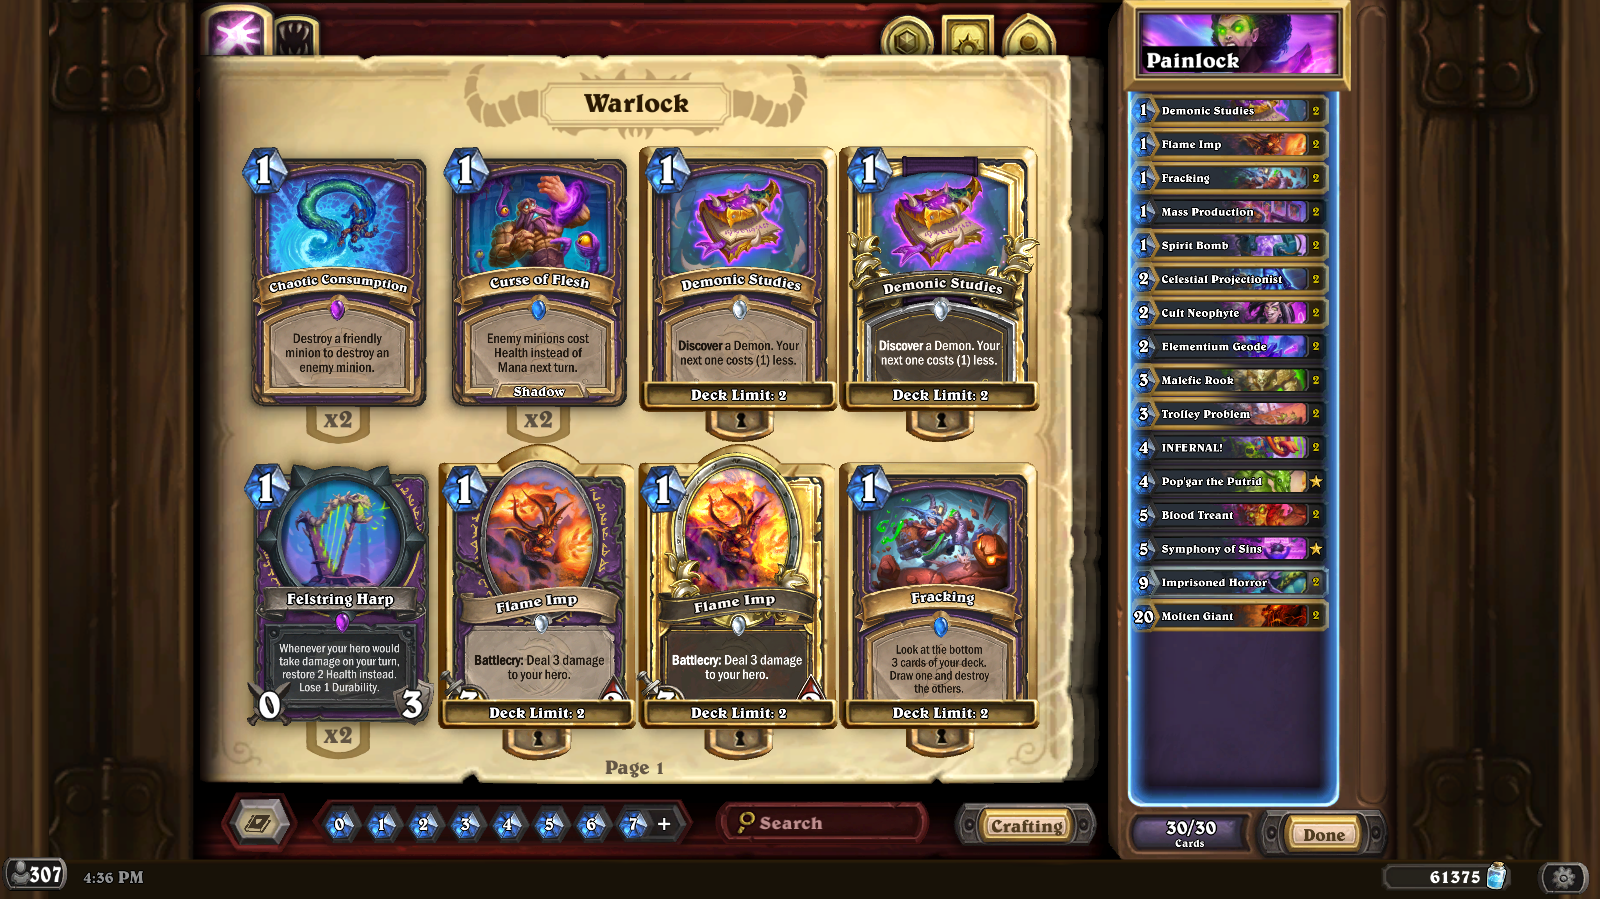 Warlock
1
Chaotic Consumption
Destroy a friendly
minion to destroy an
enemy minion.
x2
1
Curse of Flesh
Enemy minions cost
Health instead of
Mana next turn.
Shadow
x2
1
Demonic Studies
Discover a Demon. Your
next one costs (1) less.
Deck Limit: 2
1
Demonic Studies
Discover a Demon. Your
next one costs (1) less.
Deck Limit: 2
1
Felstring Harp
Whenever your hero would
take damage on your turn,
restore 2 Health instead.
Lose 1 Durability.
0
3
x2
1
Flame Imp
Battlecry: Deal 3 damage
to your hero.
Deck Limit: 2
1
Flame Imp
Battlecry: Deal 3 damage
to your hero.
Deck Limit: 2
1
Fracking
Look at the bottom
3 cards of your deck.
Draw one and destroy
the others.
Deck Limit: 2
Page 1
0 1 2 3 4 5 6 7 +
Search
Crafting
Painlock
1 Demonic Studies 2
1 Flame Imp 2
1 Fracking 2
1 Mass Production 2
1 Spirit Bomb 2
2 Celestial Projectionist 2
2 Cult Neophyte 2
2 Elementium Geode 2
3 Malefic Rook 2
3 Trolley Problem 2
4 INFERNAL! 2
4 Pop'gar the Putrid
5 Blood Treant 2
5 Symphony of Sins
9 Imprisoned Horror 2
20 Molten Giant 2
30/30
Cards
Done
307
4:36 PM
61375